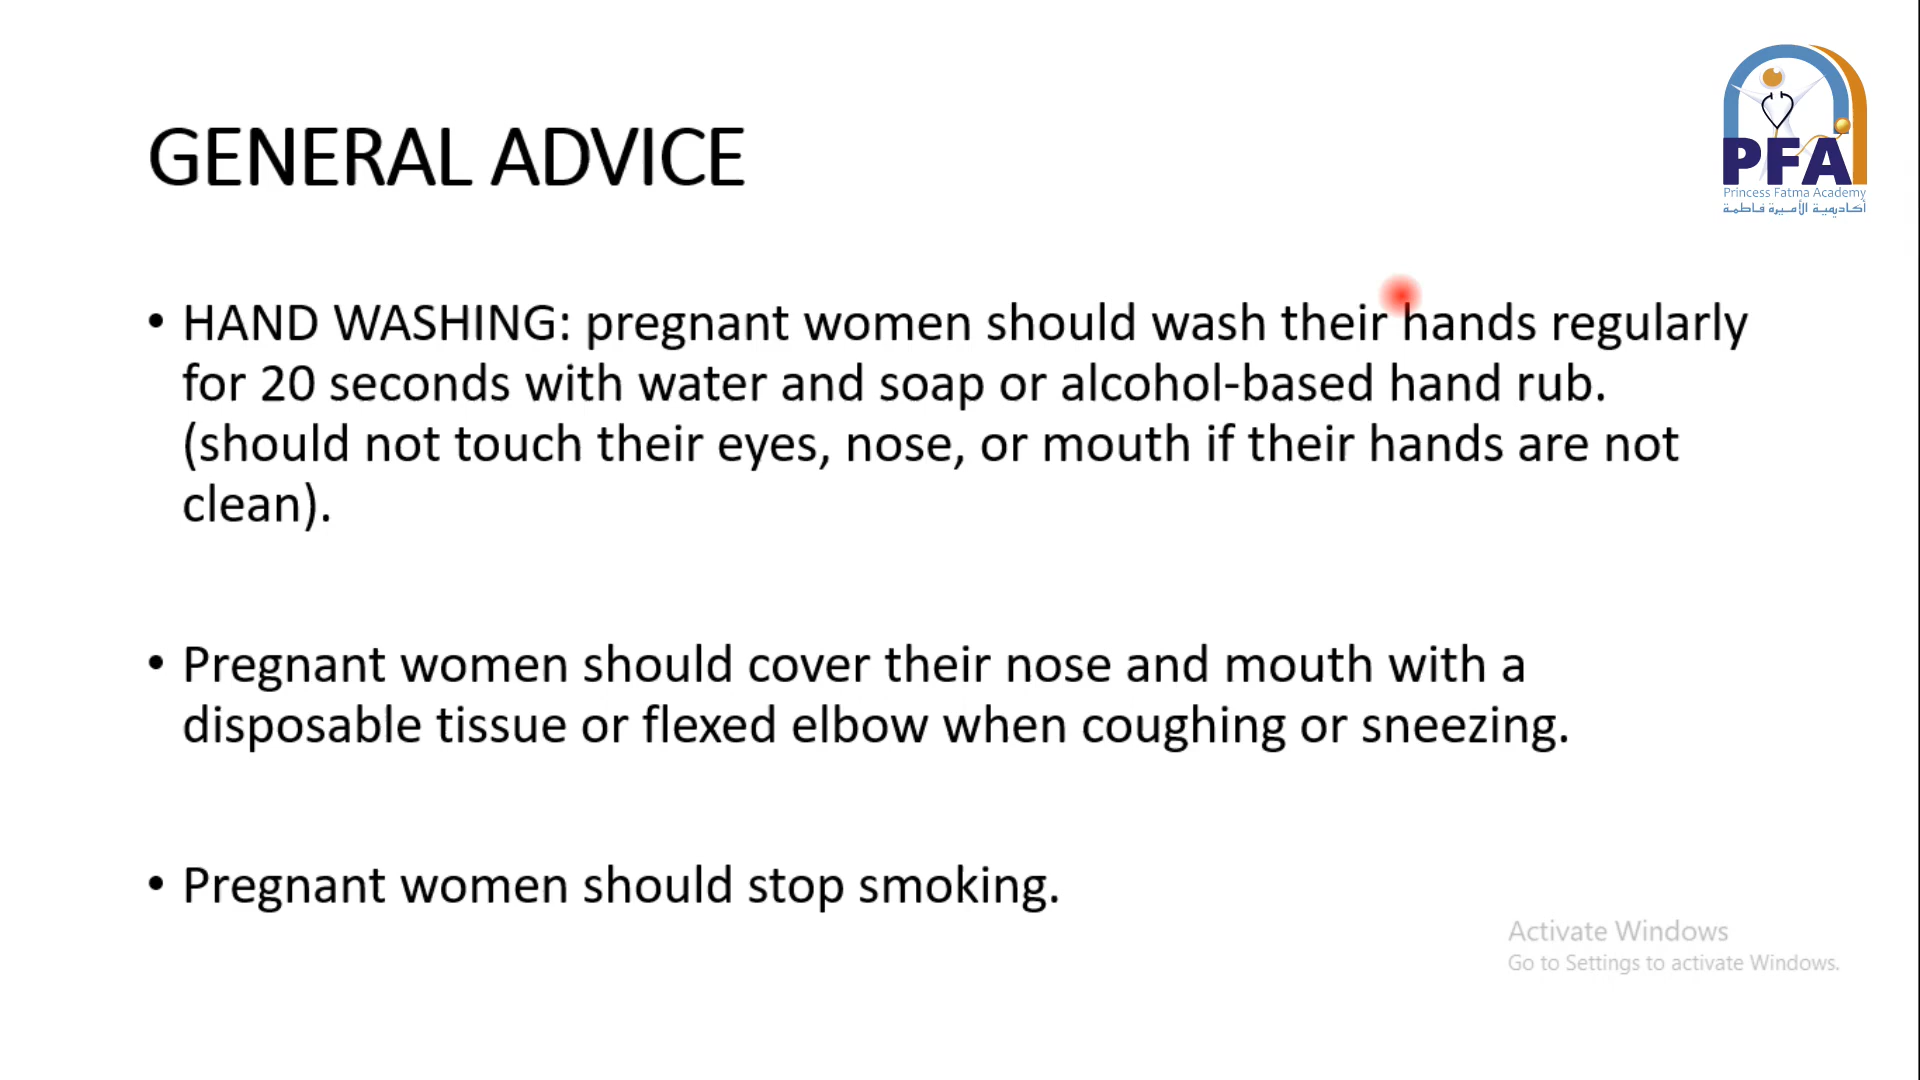 GENERAL ADVICE
PFA
Princess Fatma Academy
أكاديمية الأميرة فاطمة
• HAND WASHING: pregnant women should wash their hands regularly
for 20 seconds with water and soap or alcohol-based hand rub.
(should not touch their eyes, nose, or mouth if their hands are not
clean).
• Pregnant women should cover their nose and mouth with a
disposable tissue or flexed elbow when coughing or sneezing.
• Pregnant women should stop smoking.
Activate Windows
Go to Settings to activate Windows.